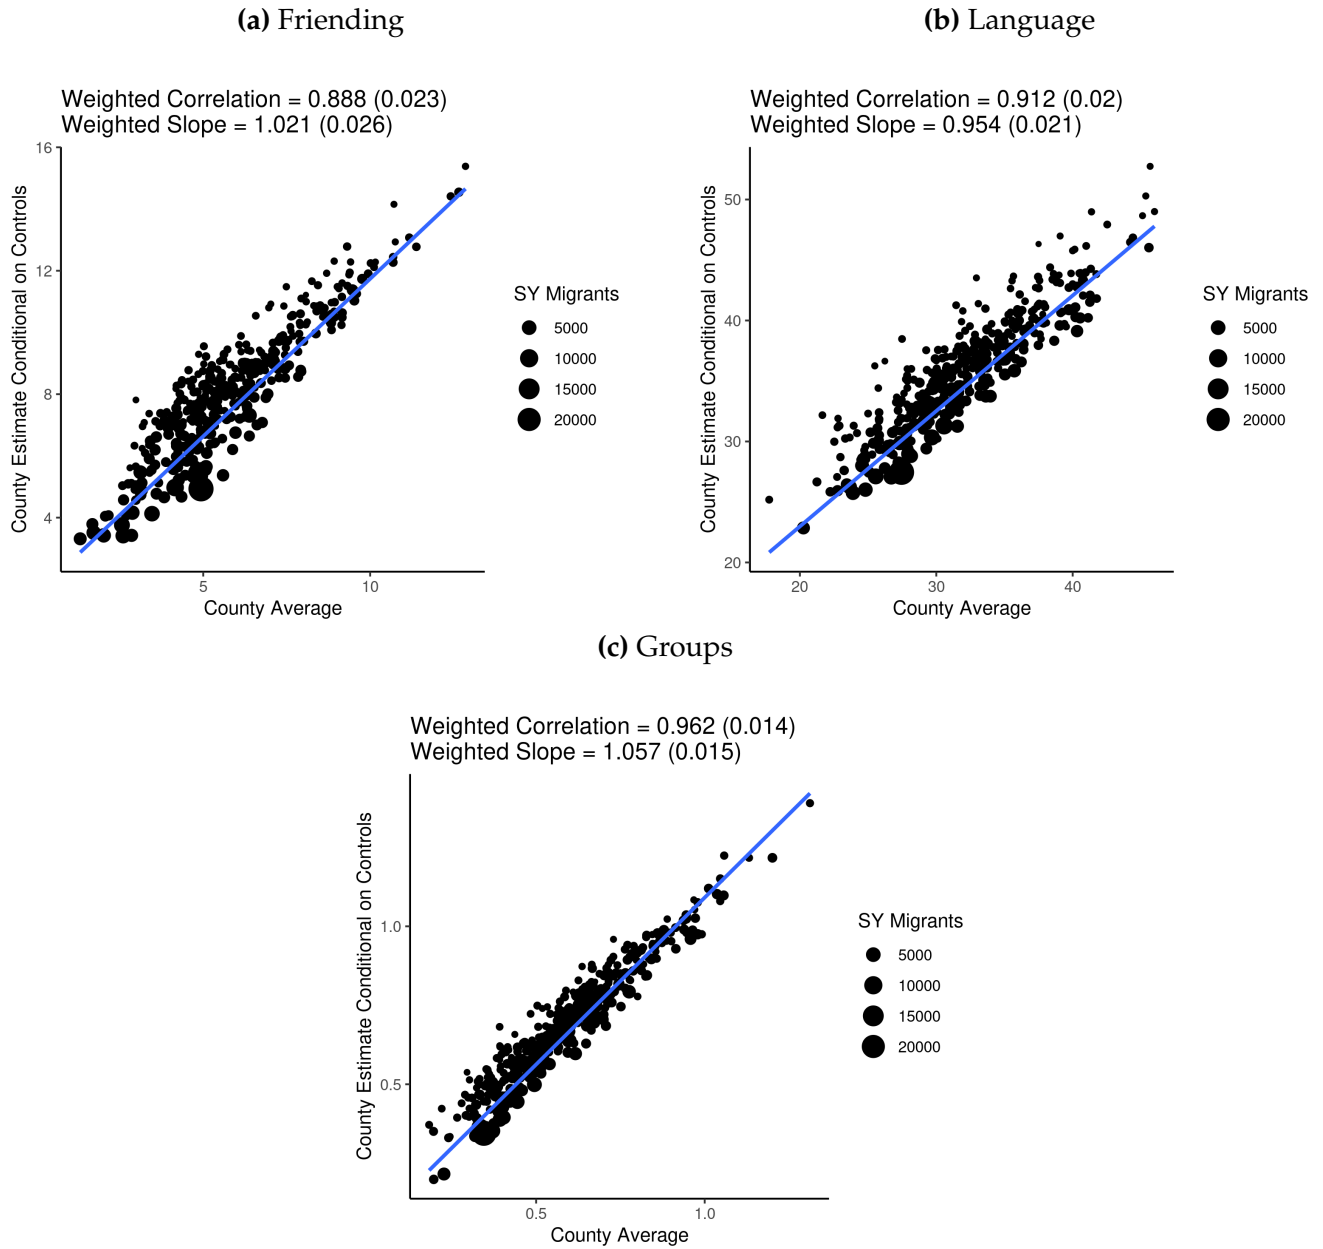 (a) Friending
Weighted Correlation = 0.888 (0.023)
Weighted Slope = 1.021 (0.026)
County Estimate Conditional on Controls
16
12
8
4
5
10
County Average
SY Migrants
5000
10000
15000
20000
(b) Language
Weighted Correlation = 0.912 (0.02)
Weighted Slope = 0.954 (0.021)
County Estimate Conditional on Controls
50
40
30
20
20
30
40
County Average
SY Migrants
5000
10000
15000
20000
(c) Groups
Weighted Correlation = 0.962 (0.014)
Weighted Slope = 1.057 (0.015)
County Estimate Conditional on Controls
1.0
0.5
0.5
1.0
County Average
SY Migrants
5000
10000
15000
20000